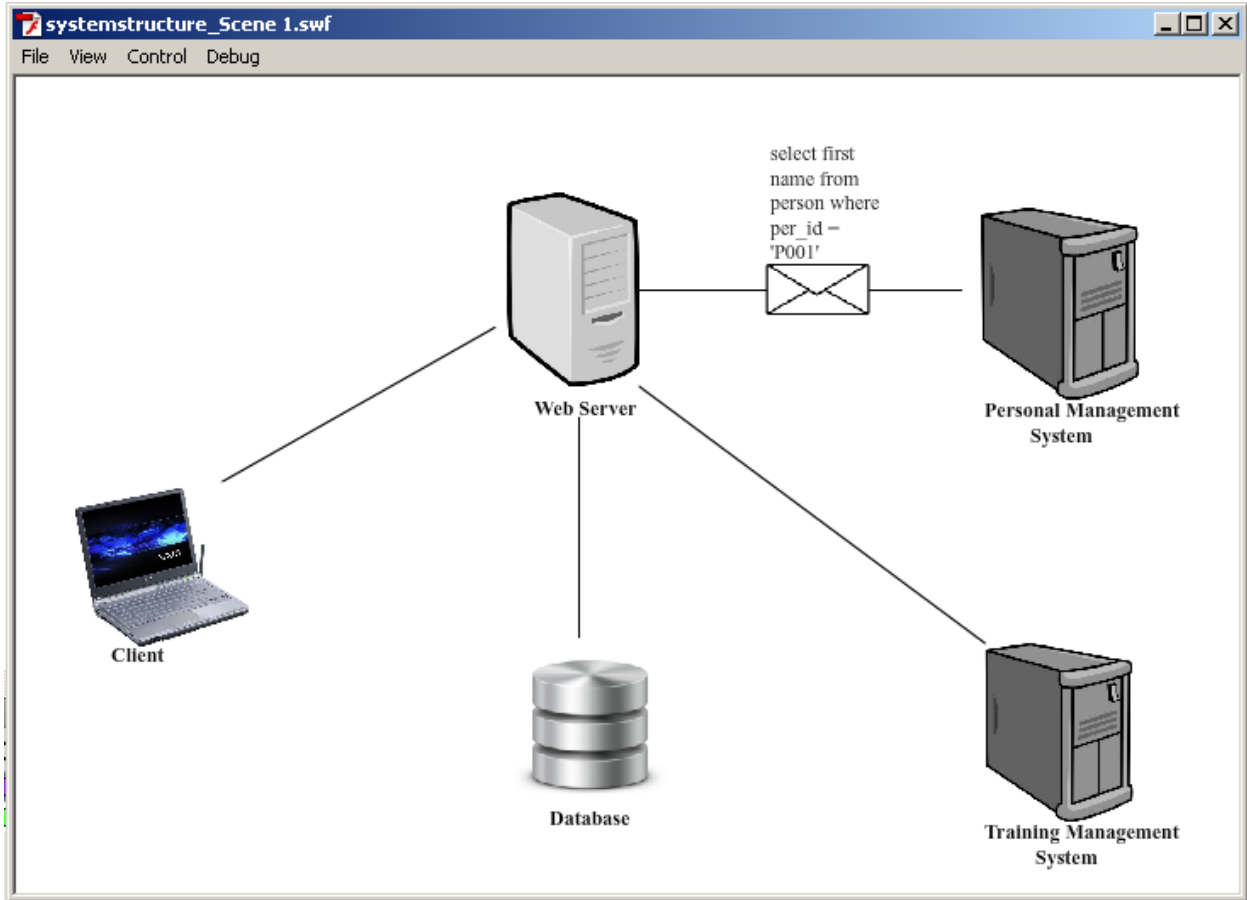 systemstructure_Scene 1.swf
File View Control Debug
select first
name from
person where
per_id =
'P001'
Web Server
Personal Management
System
Client
Database
Training Management
System